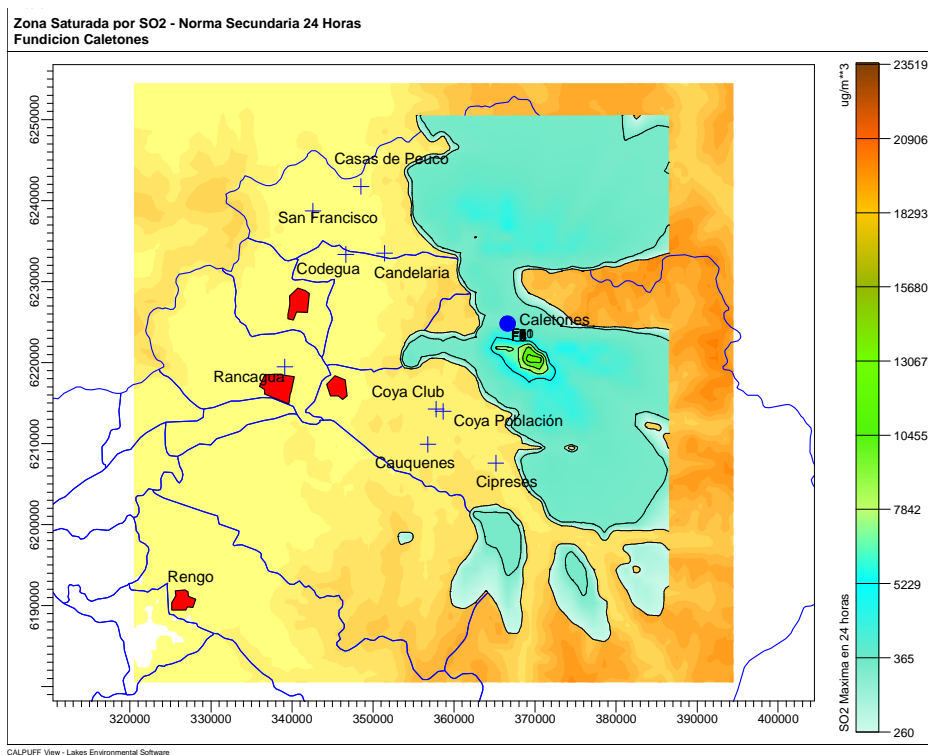 Zona Saturada por SO2 - Norma Secundaria 24 Horas
Fundicion Caletones
ug/m**3
23519
20906
18293
15680
13067
10455
7842
5229
365
260
SO2 Maxima en 24 horas
6250000
6240000
6230000
6220000
6210000
6200000
6190000
Casas de Peuco
San Francisco
Codegua
Candelaria
Caletones
Rancagua
Coya Club
Coya Población
Cauquenes
Cipreses
Rengo
320000
330000
340000
350000
360000
370000
380000
390000
400000
CALPUFF View - Lakes Environmental Software